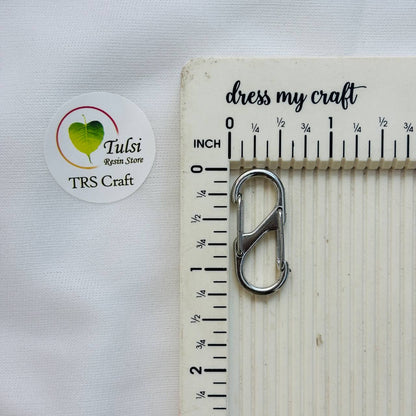 Tulsi
Resin Store
TRS Craft
dress my craft
INCH 0 ¼ ½ ¾ 1 ¼ ½ ¾
0
¼
½
¾
1
¼
½
¾
2
¼